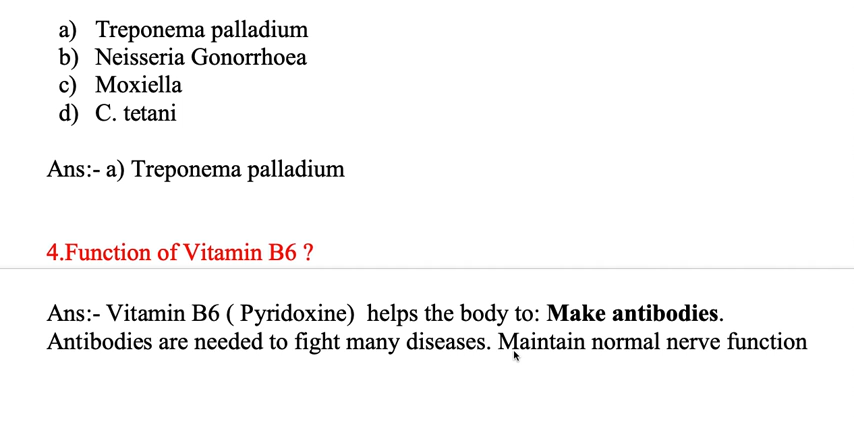 a) Treponema palladium
b) Neisseria Gonorrhoea
c) Moxiella
d) C. tetani
Ans:- a) Treponema palladium
4.Function of Vitamin B6 ?
Ans:- Vitamin B6 ( Pyridoxine) helps the body to: Make antibodies.
Antibodies are needed to fight many diseases. Maintain normal nerve function